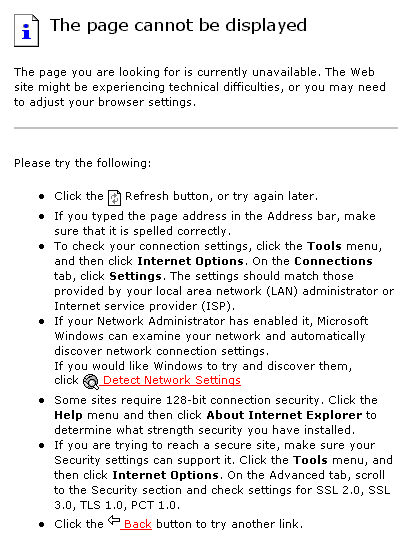 The page cannot be displayed
The page you are looking for is currently unavailable. The Web
site might be experiencing technical difficulties, or you may need
to adjust your browser settings.
Please try the following:
Click the Refresh button, or try again later.
If you typed the page address in the Address bar, make
sure that it is spelled correctly.
To check your connection settings, click the Tools menu,
and then click Internet Options. On the Connections
tab, click Settings. The settings should match those
provided by your local area network (LAN) administrator or
Internet service provider (ISP).
If your Network Administrator has enabled it, Microsoft
Windows can examine your network and automatically
discover network connection settings.
If you would like Windows to try and discover them,
click Detect Network Settings
Some sites require 128-bit connection security. Click the
Help menu and then click About Internet Explorer to
determine what strength security you have installed.
If you are trying to reach a secure site, make sure your
Security settings can support it. Click the Tools menu, and
then click Internet Options. On the Advanced tab, scroll
to the Security section and check settings for SSL 2.0, SSL
3.0, TLS 1.0, PCT 1.0.
Click the Back button to try another link.